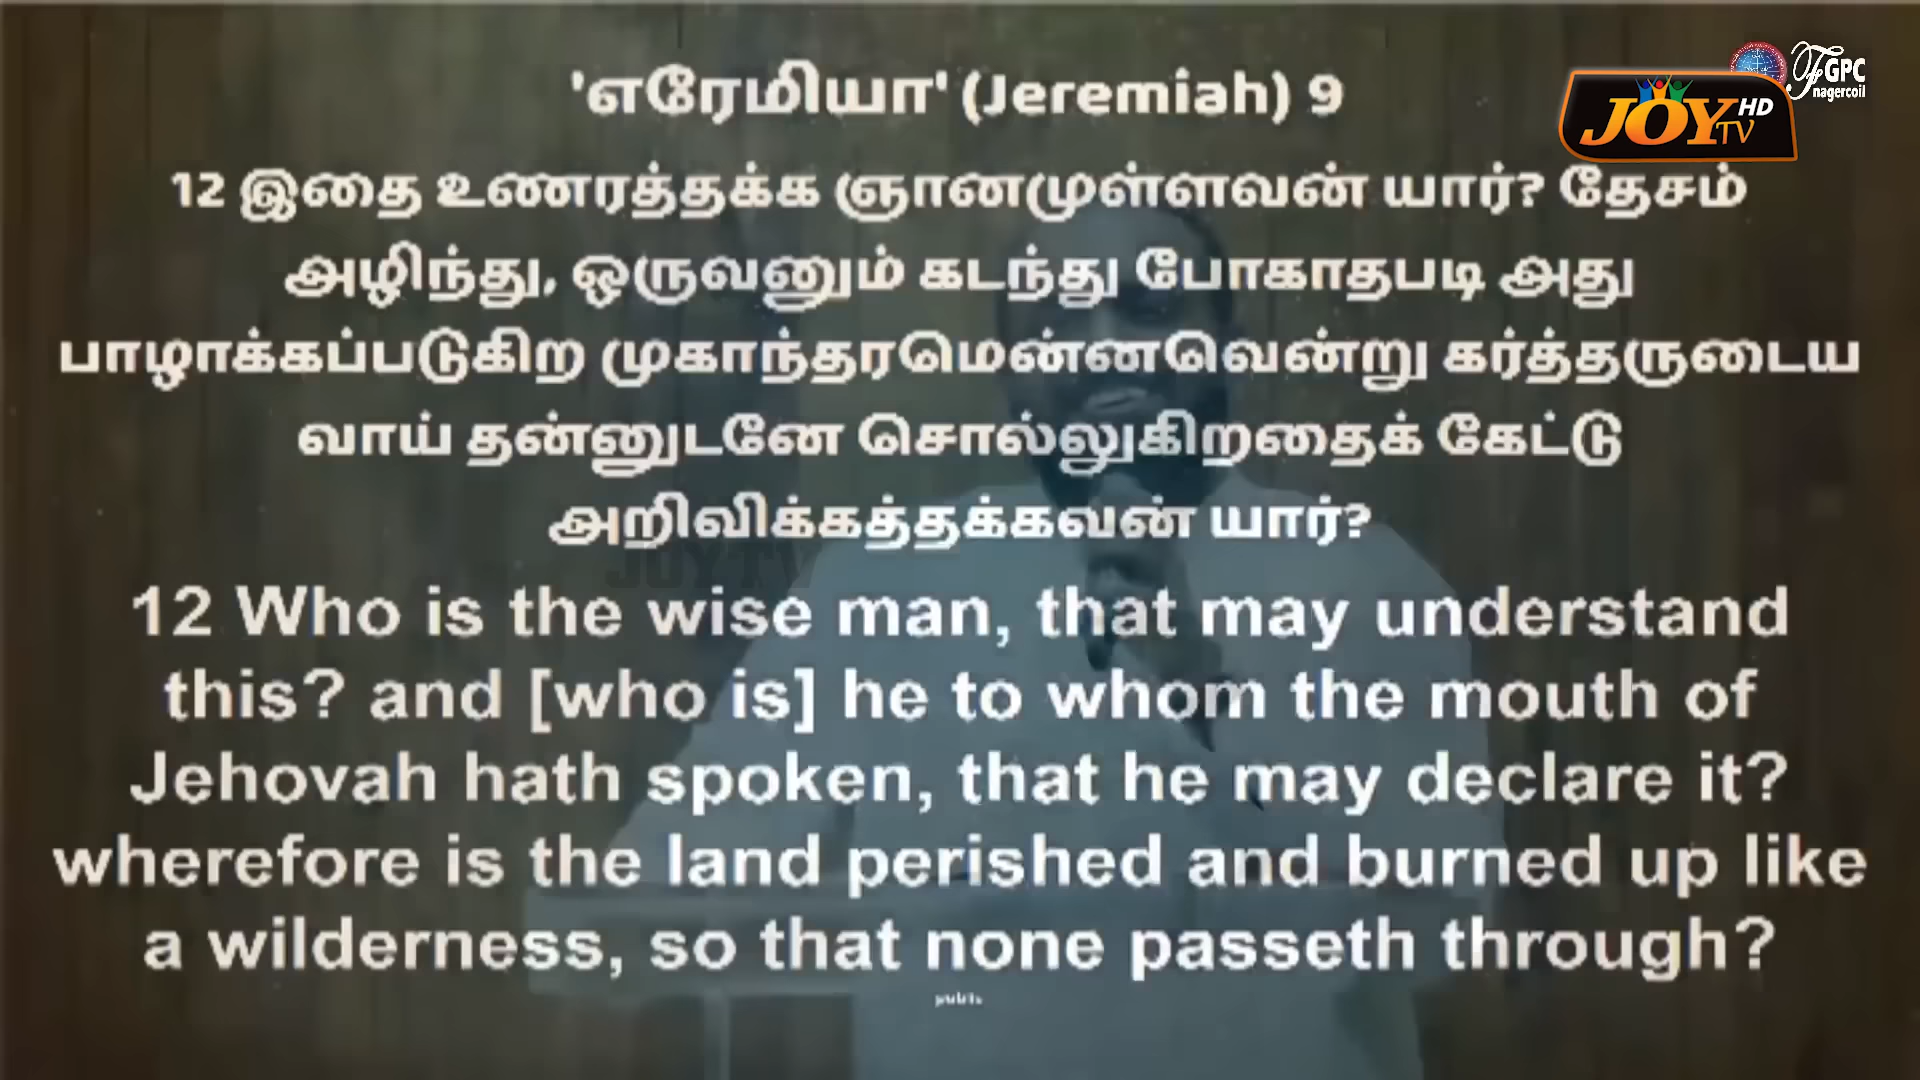 'எரேமியா' (Jeremiah) 9
FGPC
nagercoil
JOY TV HD
12 இதை உணரத்தக்க ஞானமுள்ளவன் யார்? தேசம்
அழிந்து, ஒருவனும் கடந்து போகாதபடி அது
பாழாக்கப்படுகிற முகாந்தரமென்னவென்று கர்த்தருடைய
வாய் தன்னுடனே சொல்லுகிறதைக் கேட்டு
அறிவிக்கத்தக்கவன் யார்?
JOYTV
12 Who is the wise man, that may understand
this? and [who is] he to whom the mouth of
Jehovah hath spoken, that he may declare it?
wherefore is the land perished and burned up like
a wilderness, so that none passeth through?